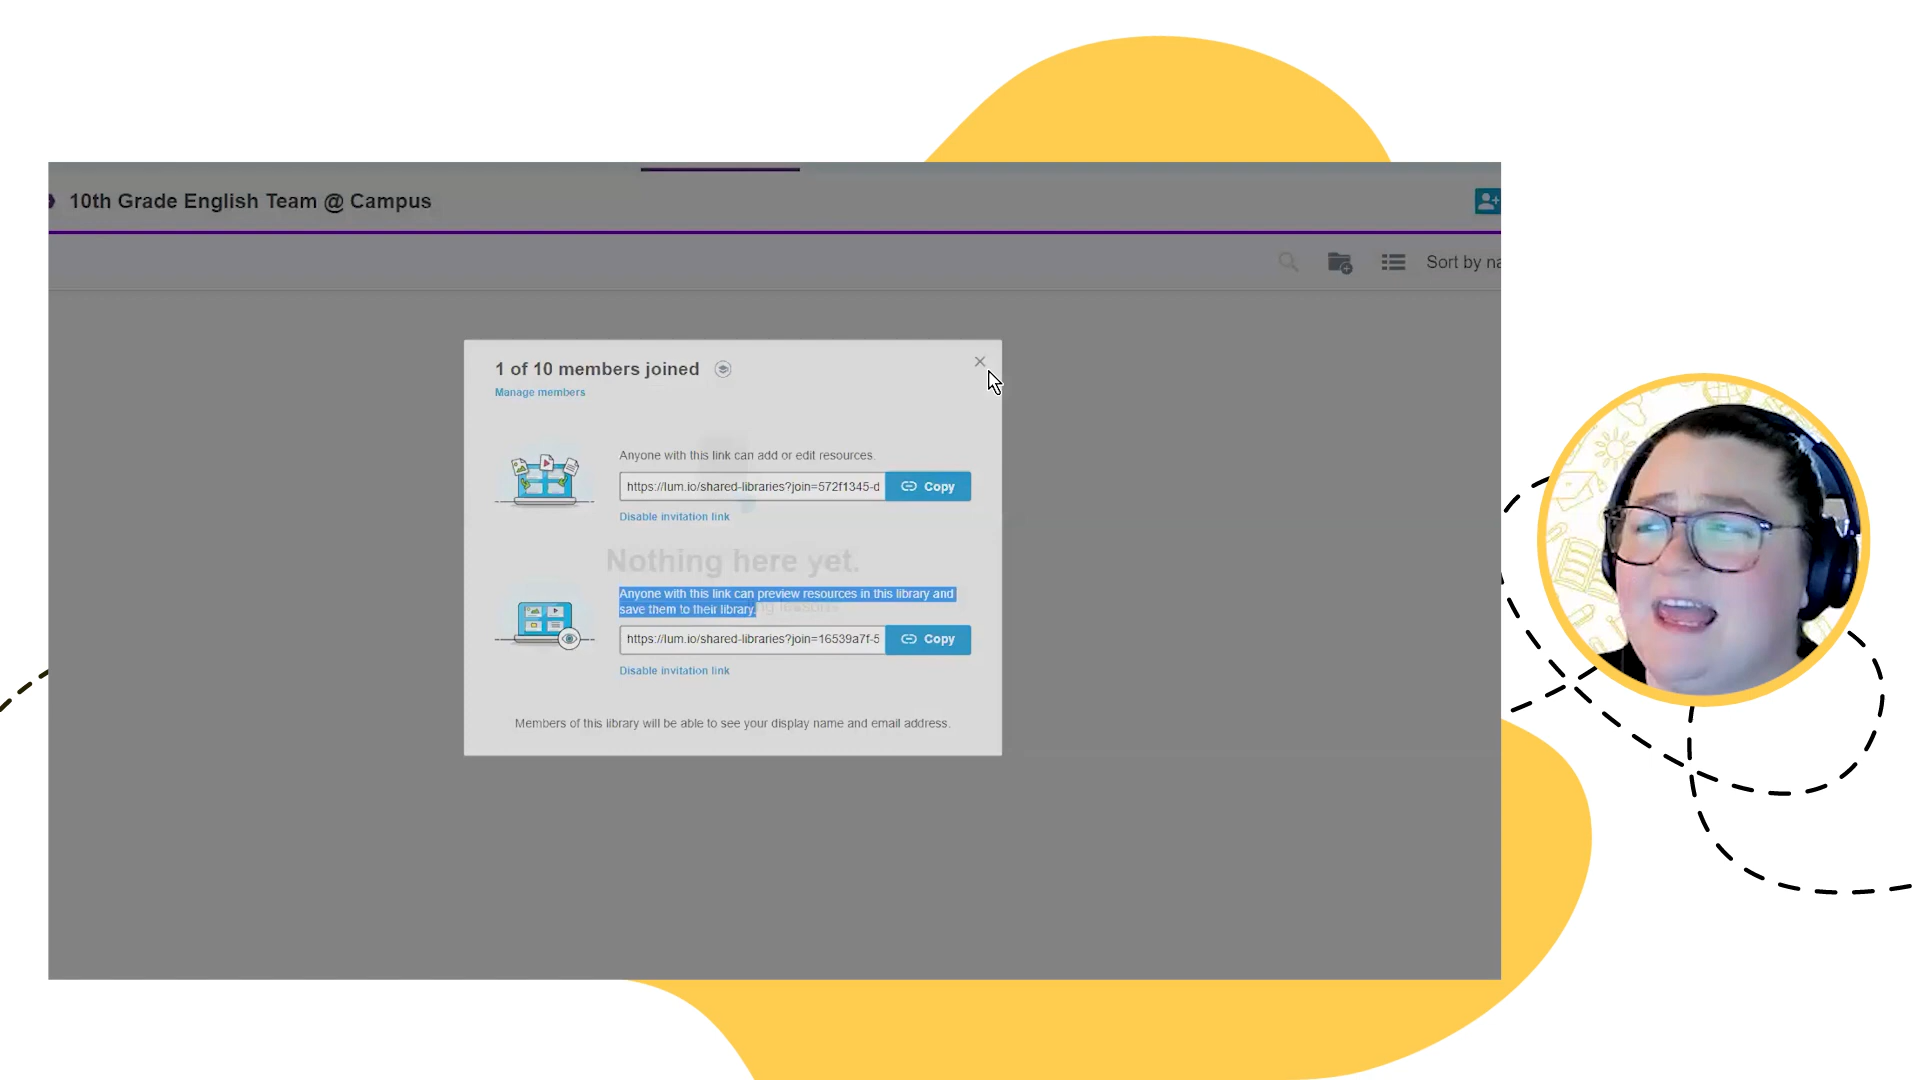 10th Grade English Team @ Campus
Sort by na
1 of 10 members joined
Manage members
Anyone with this link can add or edit resources.
https://lum.io/shared-libraries?join=572f1345-d
Copy
Disable invitation link
Nothing here yet.
Anyone with this link can preview resources in this library and
save them to their library.
https://lum.io/shared-libraries?join=16539a7f-5
Copy
Disable invitation link
Members of this library will be able to see your display name and email address.